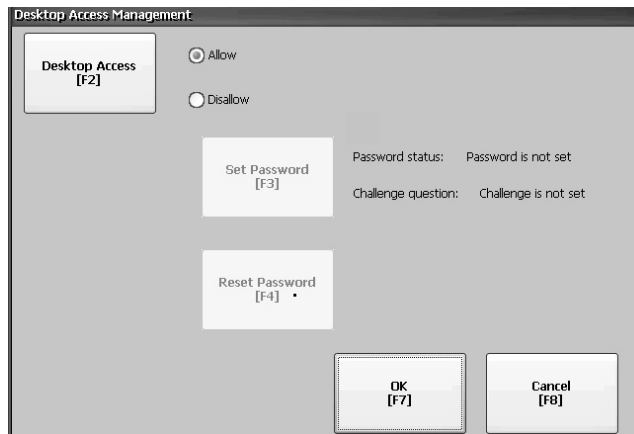 Desktop Access Management
Desktop Access
[F2]
Allow
Disallow
Set Password
[F3]
Password status: Password is not set
Challenge question: Challenge is not set
Reset Password
[F4]
OK
[F7]
Cancel
[F8]